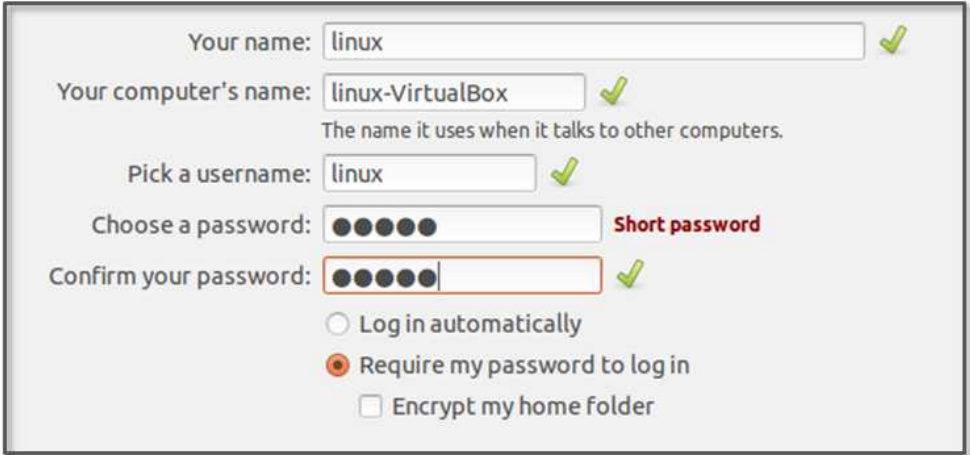 Your name: linux
Your computer's name: linux-VirtualBox
The name it uses when it talks to other computers.
Pick a username: linux
Choose a password: ●●●●● Short password
Confirm your password: ●●●●●
Log in automatically
Require my password to log in
Encrypt my home folder